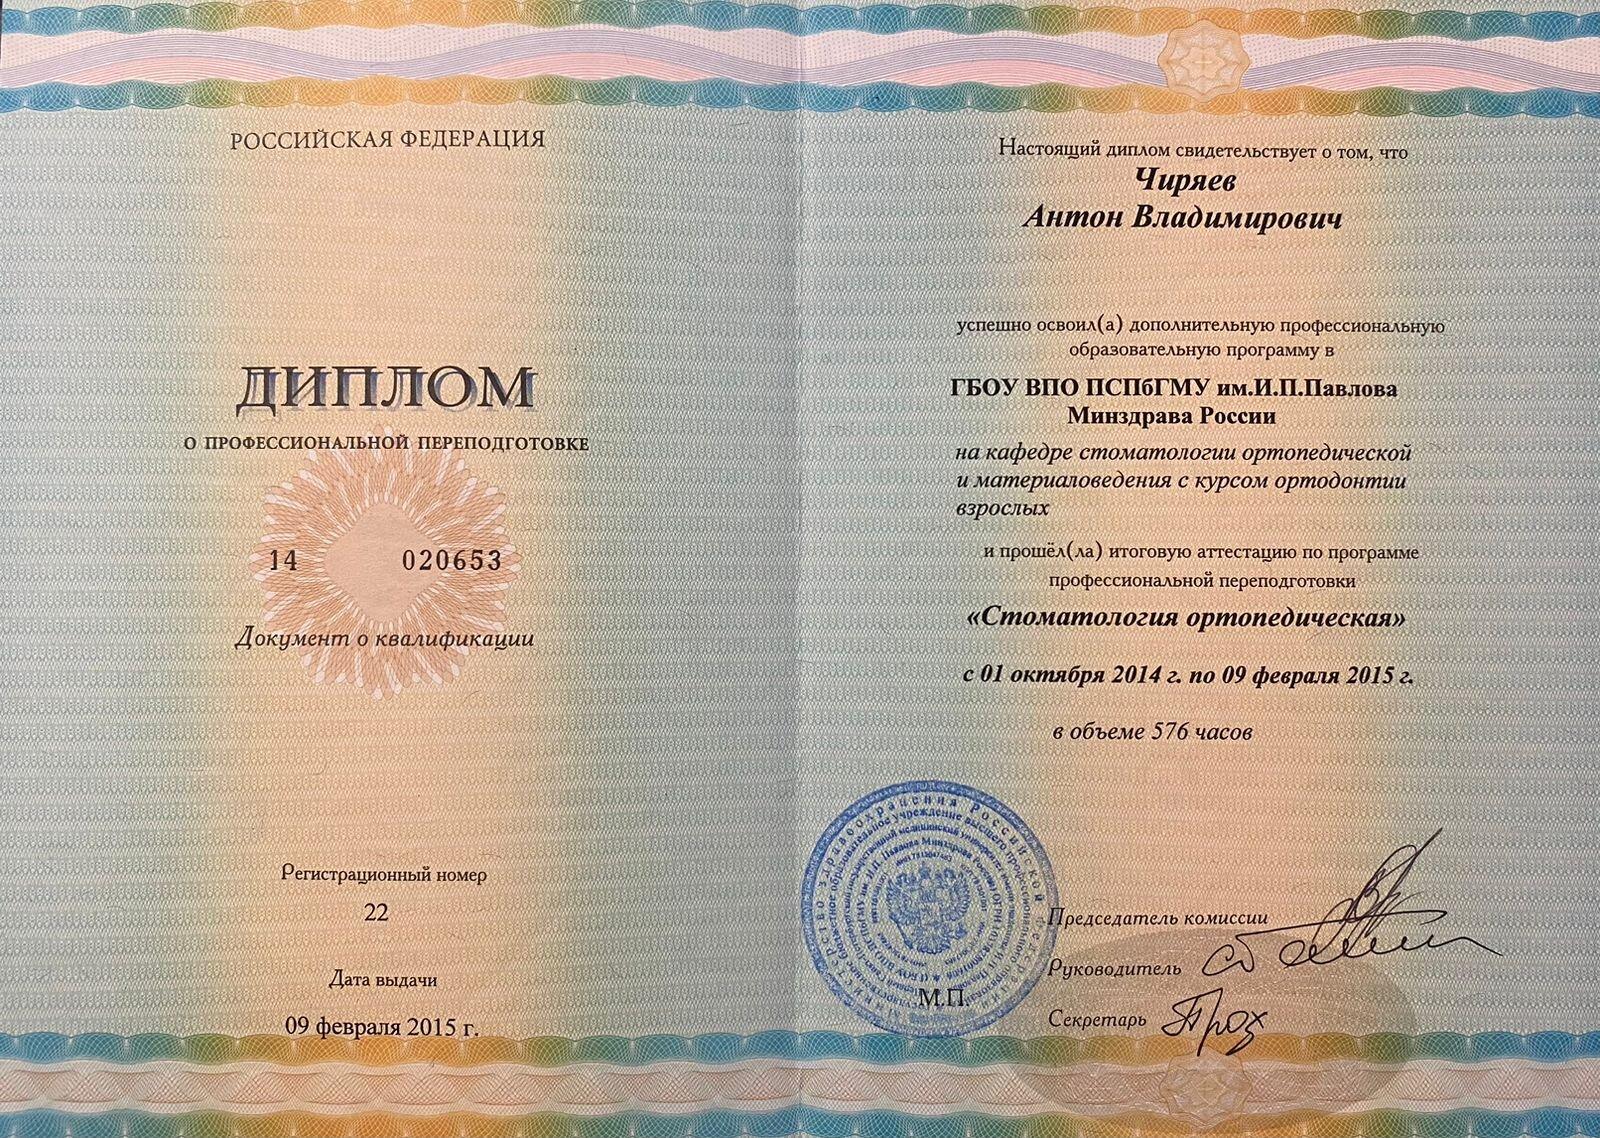 РОССИЙСКАЯ ФЕДЕРАЦИЯ
ДИПЛОМ
О ПРОФЕССИОНАЛЬНОЙ ПЕРЕПОДГОТОВКЕ
14 020653
Документ о квалификации
Регистрационный номер
22
Дата выдачи
09 февраля 2015 г.
Настоящий диплом свидетельствует о том, что
Чиряев
Антон Владимирович
успешно освоил(а) дополнительную профессиональную
образовательную программу в
ГБОУ ВПО ПСПбГМУ им.И.П.Павлова
Минздрава России
на кафедре стоматологии ортопедической
и материаловедения с курсом ортодонтии
взрослых
и прошёл(ла) итоговую аттестацию по программе
профессиональной переподготовки
«Стоматология ортопедическая»
с 01 октября 2014 г. по 09 февраля 2015 г.
в объеме 576 часов
Председатель комиссии
Руководитель
М.П.
Секретарь